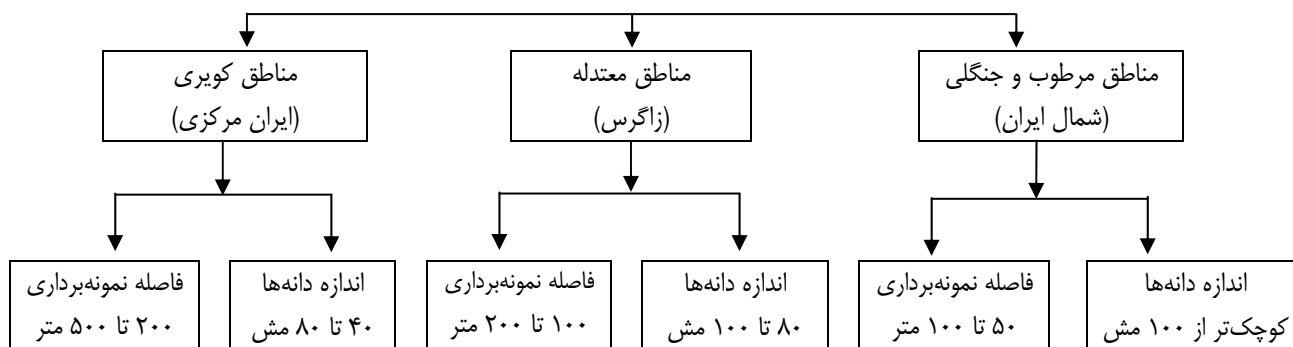 مناطق مرطوب و جنگلی
(شمال ایران)
مناطق معتدله
(زاگرس)
مناطق کویری
(ایران مرکزی)
اندازه دانه‌ها
کوچک‌تر از ۱۰۰ مش
فاصله نمونه‌برداری
۵۰ تا ۱۰۰ متر
اندازه دانه‌ها
۸۰ تا ۱۰۰ مش
فاصله نمونه‌برداری
۱۰۰ تا ۲۰۰ متر
اندازه دانه‌ها
۴۰ تا ۸۰ مش
فاصله نمونه‌برداری
۲۰۰ تا ۵۰۰ متر